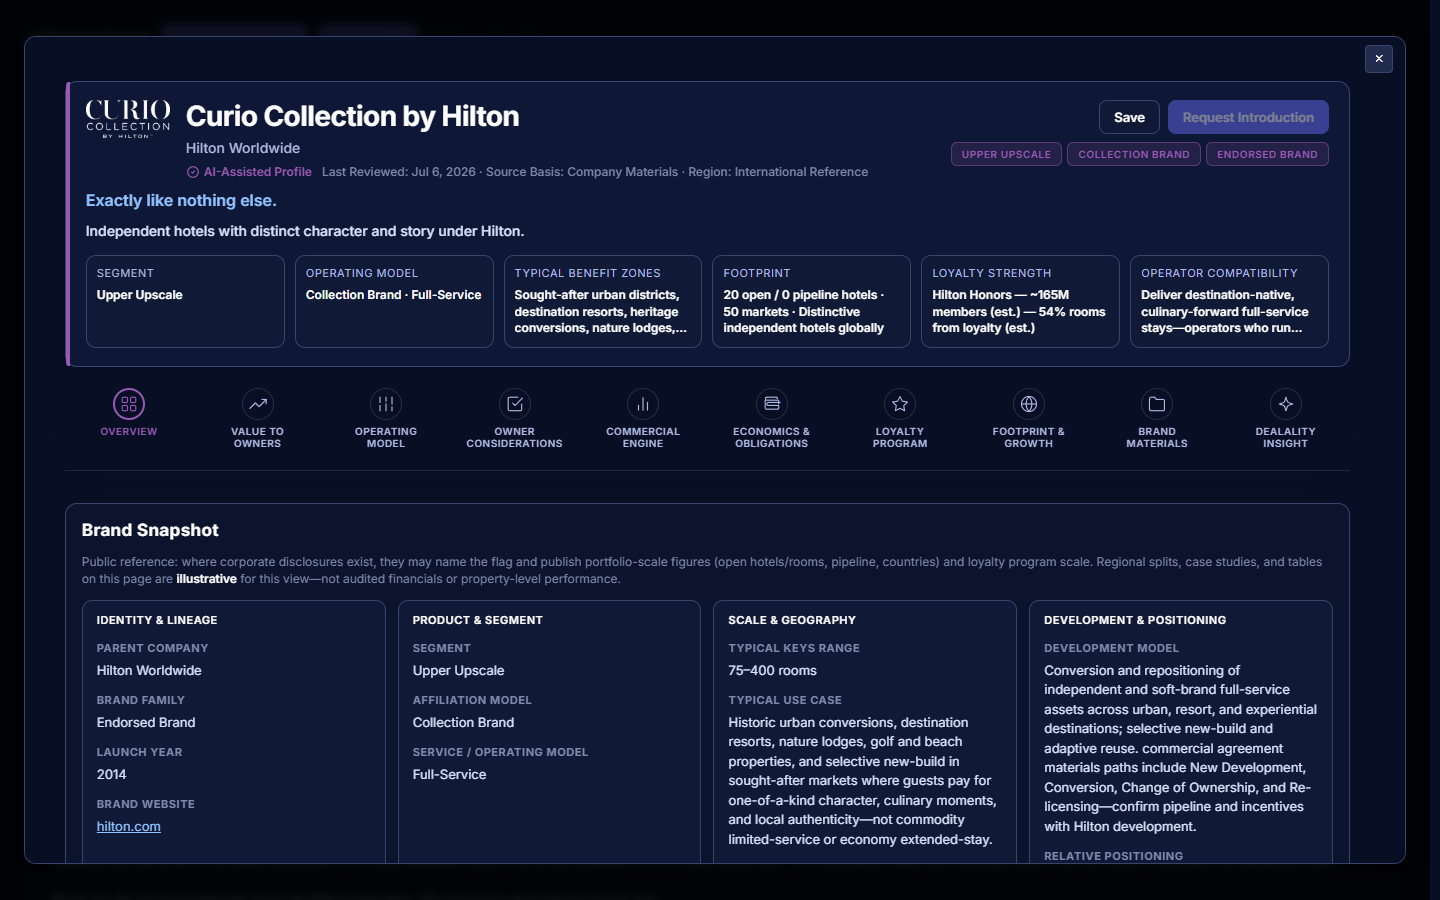 ×
CURIO
COLLECTION
BY HILTON™
Curio Collection by Hilton
Hilton Worldwide
AI-Assisted Profile Last Reviewed: Jul 6, 2026 · Source Basis: Company Materials · Region: International Reference
Save
Request Introduction
UPPER UPSCALE
COLLECTION BRAND
ENDORSED BRAND
Exactly like nothing else.
Independent hotels with distinct character and story under Hilton.
SEGMENT
Upper Upscale
OPERATING MODEL
Collection Brand · Full-Service
TYPICAL BENEFIT ZONES
Sought-after urban districts,
destination resorts, heritage
conversions, nature lodges,...
FOOTPRINT
20 open / 0 pipeline hotels ·
50 markets · Distinctive
independent hotels globally
LOYALTY STRENGTH
Hilton Honors — ~165M
members (est.) — 54% rooms
from loyalty (est.)
OPERATOR COMPATIBILITY
Deliver destination-native,
culinary-forward full-service
stays—operators who run...
OVERVIEW
VALUE TO
OWNERS
OPERATING
MODEL
OWNER
CONSIDERATIONS
COMMERCIAL
ENGINE
ECONOMICS &
OBLIGATIONS
LOYALTY
PROGRAM
FOOTPRINT &
GROWTH
BRAND
MATERIALS
DEALALITY
INSIGHT
Brand Snapshot
Public reference: where corporate disclosures exist, they may name the flag and publish portfolio-scale figures (open hotels/rooms, pipeline, countries) and loyalty program scale. Regional splits, case studies, and tables
on this page are illustrative for this view—not audited financials or property-level performance.
IDENTITY & LINEAGE
PARENT COMPANY
Hilton Worldwide
BRAND FAMILY
Endorsed Brand
LAUNCH YEAR
2014
BRAND WEBSITE
hilton.com
PRODUCT & SEGMENT
SEGMENT
Upper Upscale
AFFILIATION MODEL
Collection Brand
SERVICE / OPERATING MODEL
Full-Service
SCALE & GEOGRAPHY
TYPICAL KEYS RANGE
75–400 rooms
TYPICAL USE CASE
Historic urban conversions, destination
resorts, nature lodges, golf and beach
properties, and selective new-build in
sought-after markets where guests pay for
one-of-a-kind character, culinary moments,
and local authenticity—not commodity
limited-service or economy extended-stay.
DEVELOPMENT & POSITIONING
DEVELOPMENT MODEL
Conversion and repositioning of
independent and soft-brand full-service
assets across urban, resort, and experiential
destinations; selective new-build and
adaptive reuse. commercial agreement
materials paths include New Development,
Conversion, Change of Ownership, and Re-
licensing—confirm pipeline and incentives
with Hilton development.
RELATIVE POSITIONING